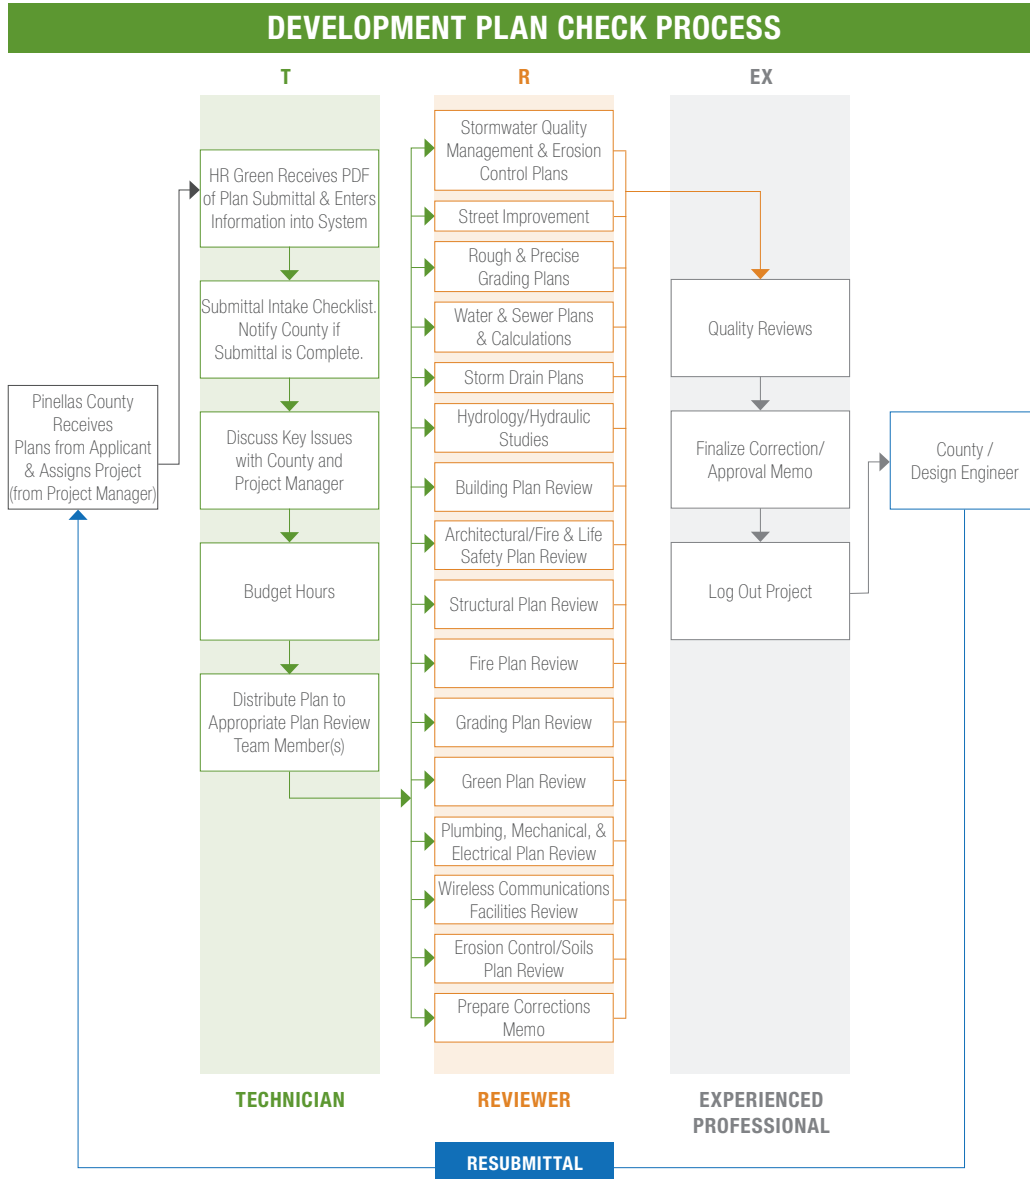 DEVELOPMENT PLAN CHECK PROCESS
T
R
EX
Pinellas County
Receives
Plans from Applicant
& Assigns Project
(from Project Manager)
HR Green Receives PDF
of Plan Submittal & Enters
Information into System
Submittal Intake Checklist.
Notify County if
Submittal is Complete.
Discuss Key Issues
with County and
Project Manager
Budget Hours
Distribute Plan to
Appropriate Plan Review
Team Member(s)
Stormwater Quality
Management & Erosion
Control Plans
Street Improvement
Rough & Precise
Grading Plans
Water & Sewer Plans
& Calculations
Storm Drain Plans
Hydrology/Hydraulic
Studies
Building Plan Review
Architectural/Fire & Life
Safety Plan Review
Structural Plan Review
Fire Plan Review
Grading Plan Review
Green Plan Review
Plumbing, Mechanical, &
Electrical Plan Review
Wireless Communications
Facilities Review
Erosion Control/Soils
Plan Review
Prepare Corrections
Memo
Quality Reviews
Finalize Correction/
Approval Memo
Log Out Project
County /
Design Engineer
TECHNICIAN
REVIEWER
EXPERIENCED
PROFESSIONAL
RESUBMITTAL